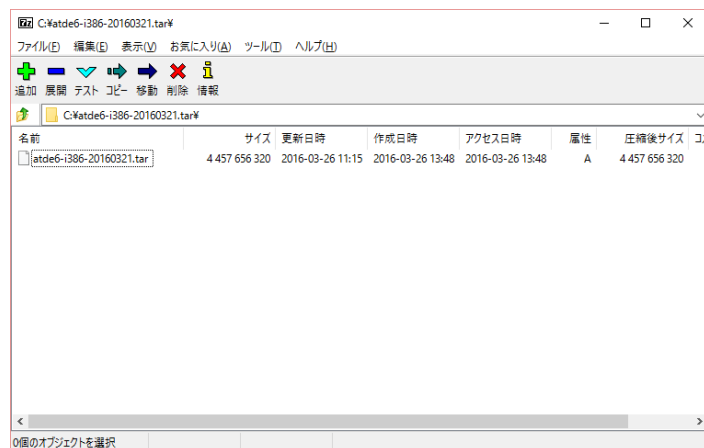 7z C:¥atde6-i386-20160321.tar¥
ファイル(F) 編集(E) 表示(V) お気に入り(A) ツール(T) ヘルプ(H)
追加 展開 テスト コピー 移動 削除 情報
C:¥atde6-i386-20160321.tar¥
名前 サイズ 更新日時 作成日時 アクセス日時 属性 圧縮後サイズ
atde6-i386-20160321.tar 4 457 656 320 2016-03-26 11:15 2016-03-26 13:48 2016-03-26 13:48 A 4 457 656 320
0個のオブジェクトを選択